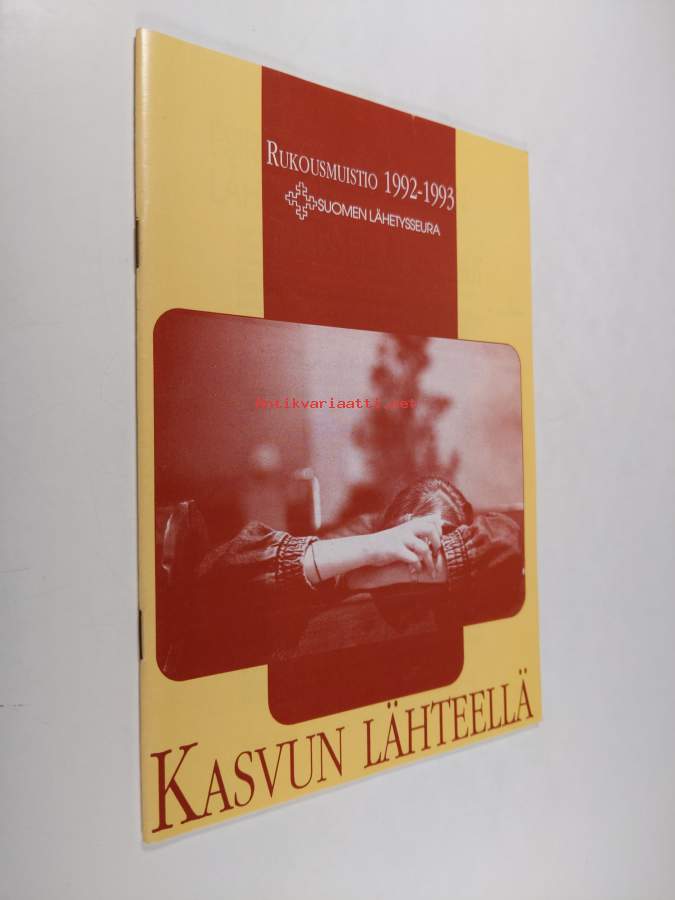 RUKOUSMUISTIO 1992-1993
SUOMEN LÄHETYSSEURA
Antikvariaatti.net
KASVUN LÄHTEELLÄ